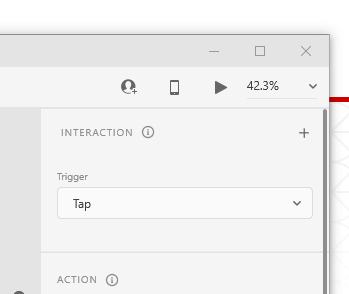 42.3%
INTERACTION
Trigger
Tap
ACTION